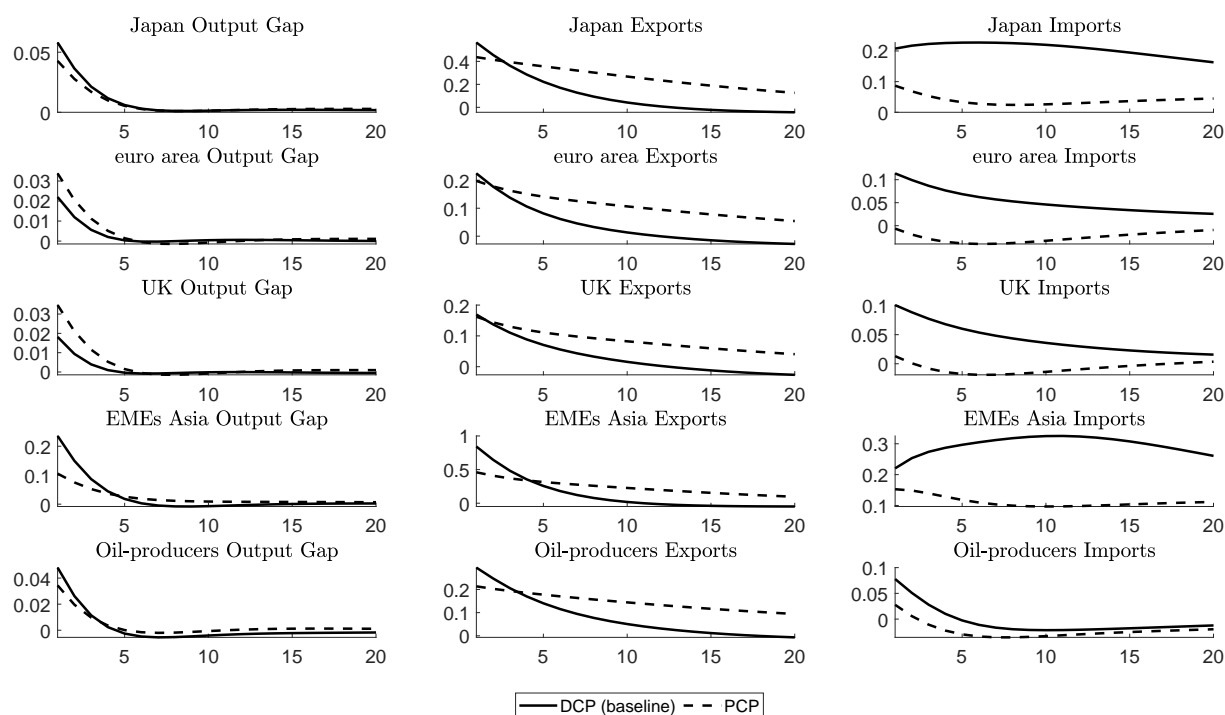 Japan Output Gap
0.05
0
5 10 15 20
Japan Exports
0.4
0.2
0
5 10 15 20
Japan Imports
0.2
0.1
0
5 10 15 20
euro area Output Gap
0.03
0.02
0.01
0
5 10 15 20
euro area Exports
0.2
0.1
0
5 10 15 20
euro area Imports
0.1
0.05
0
5 10 15 20
UK Output Gap
0.03
0.02
0.01
0
5 10 15 20
UK Exports
0.2
0.1
0
5 10 15 20
UK Imports
0.1
0.05
0
5 10 15 20
EMEs Asia Output Gap
0.2
0.1
0
5 10 15 20
EMEs Asia Exports
1
0.5
0
5 10 15 20
EMEs Asia Imports
0.3
0.2
0.1
5 10 15 20
Oil-producers Output Gap
0.04
0.02
0
5 10 15 20
Oil-producers Exports
0.2
0.1
0
5 10 15 20
Oil-producers Imports
0.1
0.05
0
5 10 15 20
DCP (baseline) PCP